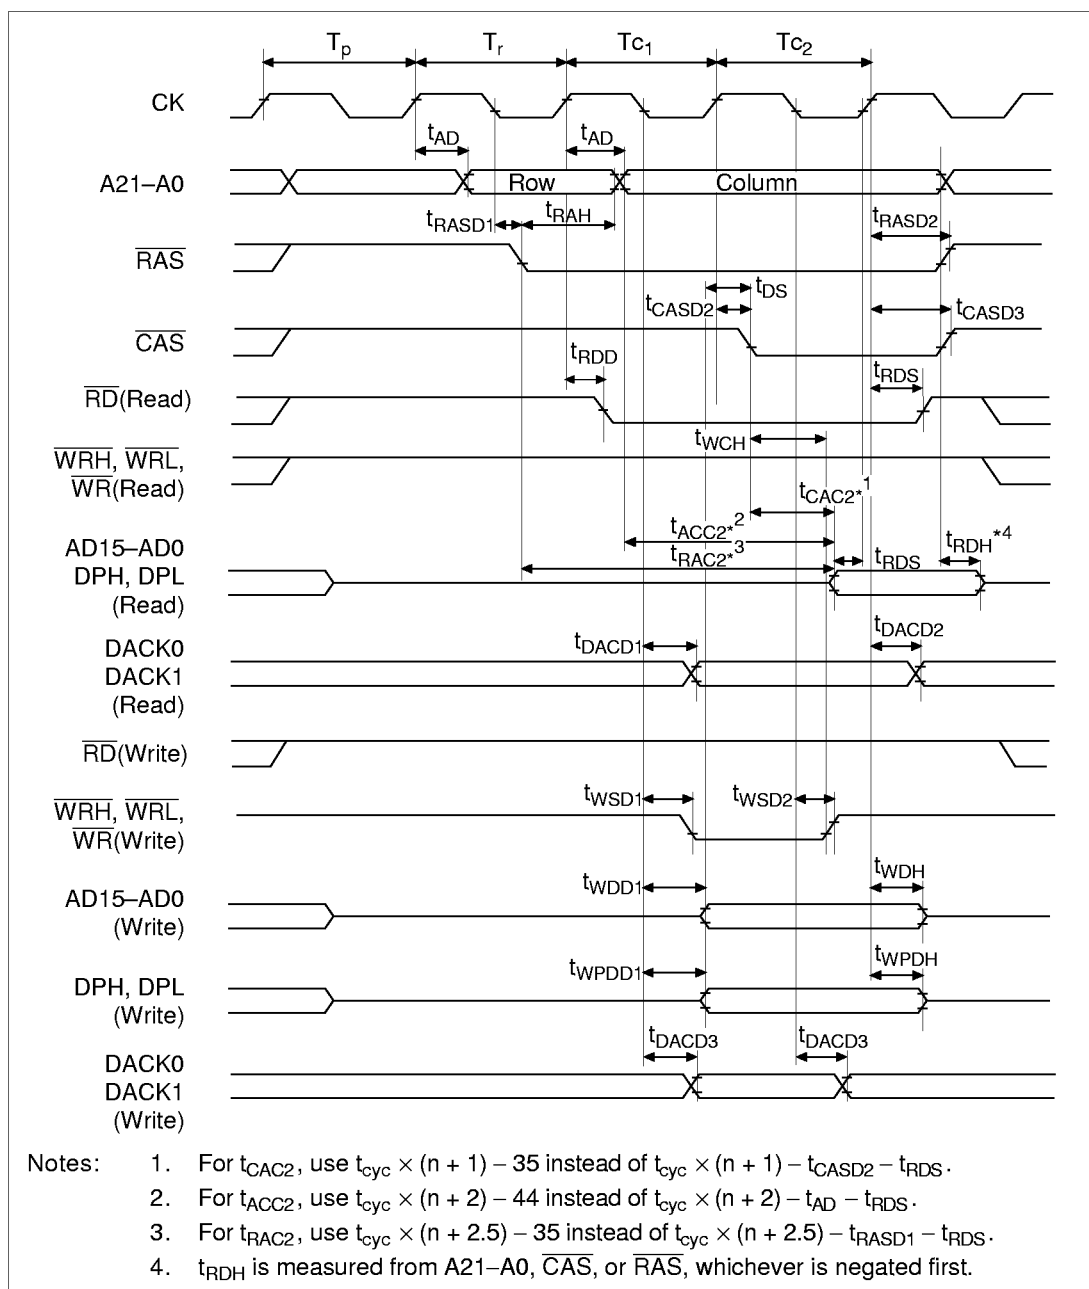 Tp Tr Tc1 Tc2
CK
tAD tAD
A21–A0 Row Column
tRASD1 tRAH tRASD2
RAS
tDS
tCASD2 tCASD3
CAS
tRDD tRDS
RD(Read)
tWCH
WRH, WRL,
WR(Read)
tCAC2*1
tACC2*2
AD15–AD0
DPH, DPL
(Read)
tRAC2*3 tRDS tRDH*4
DACK0
DACK1
(Read)
tDACD1 tDACD2
RD(Write)
WRH, WRL,
WR(Write)
tWSD1 tWSD2
AD15–AD0
(Write)
tWDD1 tWDH
DPH, DPL
(Write)
tWPDD1 tWPDH
DACK0
DACK1
(Write)
tDACD3 tDACD3
Notes: 1. For tCAC2, use tcyc × (n + 1) – 35 instead of tcyc × (n + 1) – tCASD2 – tRDS.
2. For tACC2, use tcyc × (n + 2) – 44 instead of tcyc × (n + 2) – tAD – tRDS.
3. For tRAC2, use tcyc × (n + 2.5) – 35 instead of tcyc × (n + 2.5) – tRASD1 – tRDS.
4. tRDH is measured from A21–A0, CAS, or RAS, whichever is negated first.